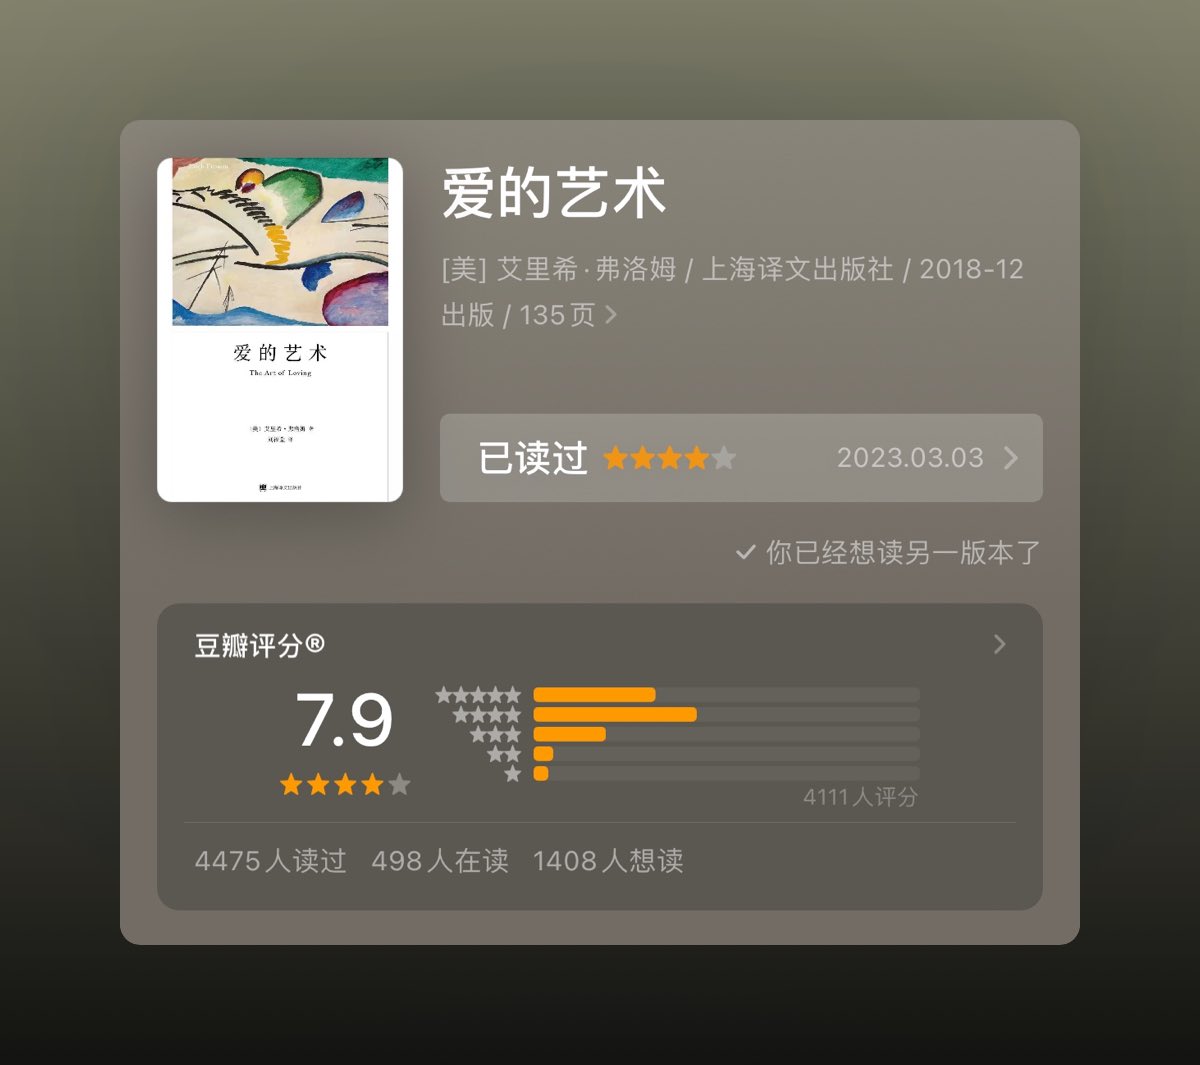 爱的艺术
[美] 艾里希·弗洛姆 / 上海译文出版社 / 2018-12
出版 / 135页
爱的艺术
The Art of Loving
[美] 艾里希·弗洛姆 著
上海译文出版社
已读过
2023.03.03
你已经想读另一版本了
豆瓣评分®
7.9
4111人评分
4475人读过 498人在读 1408人想读